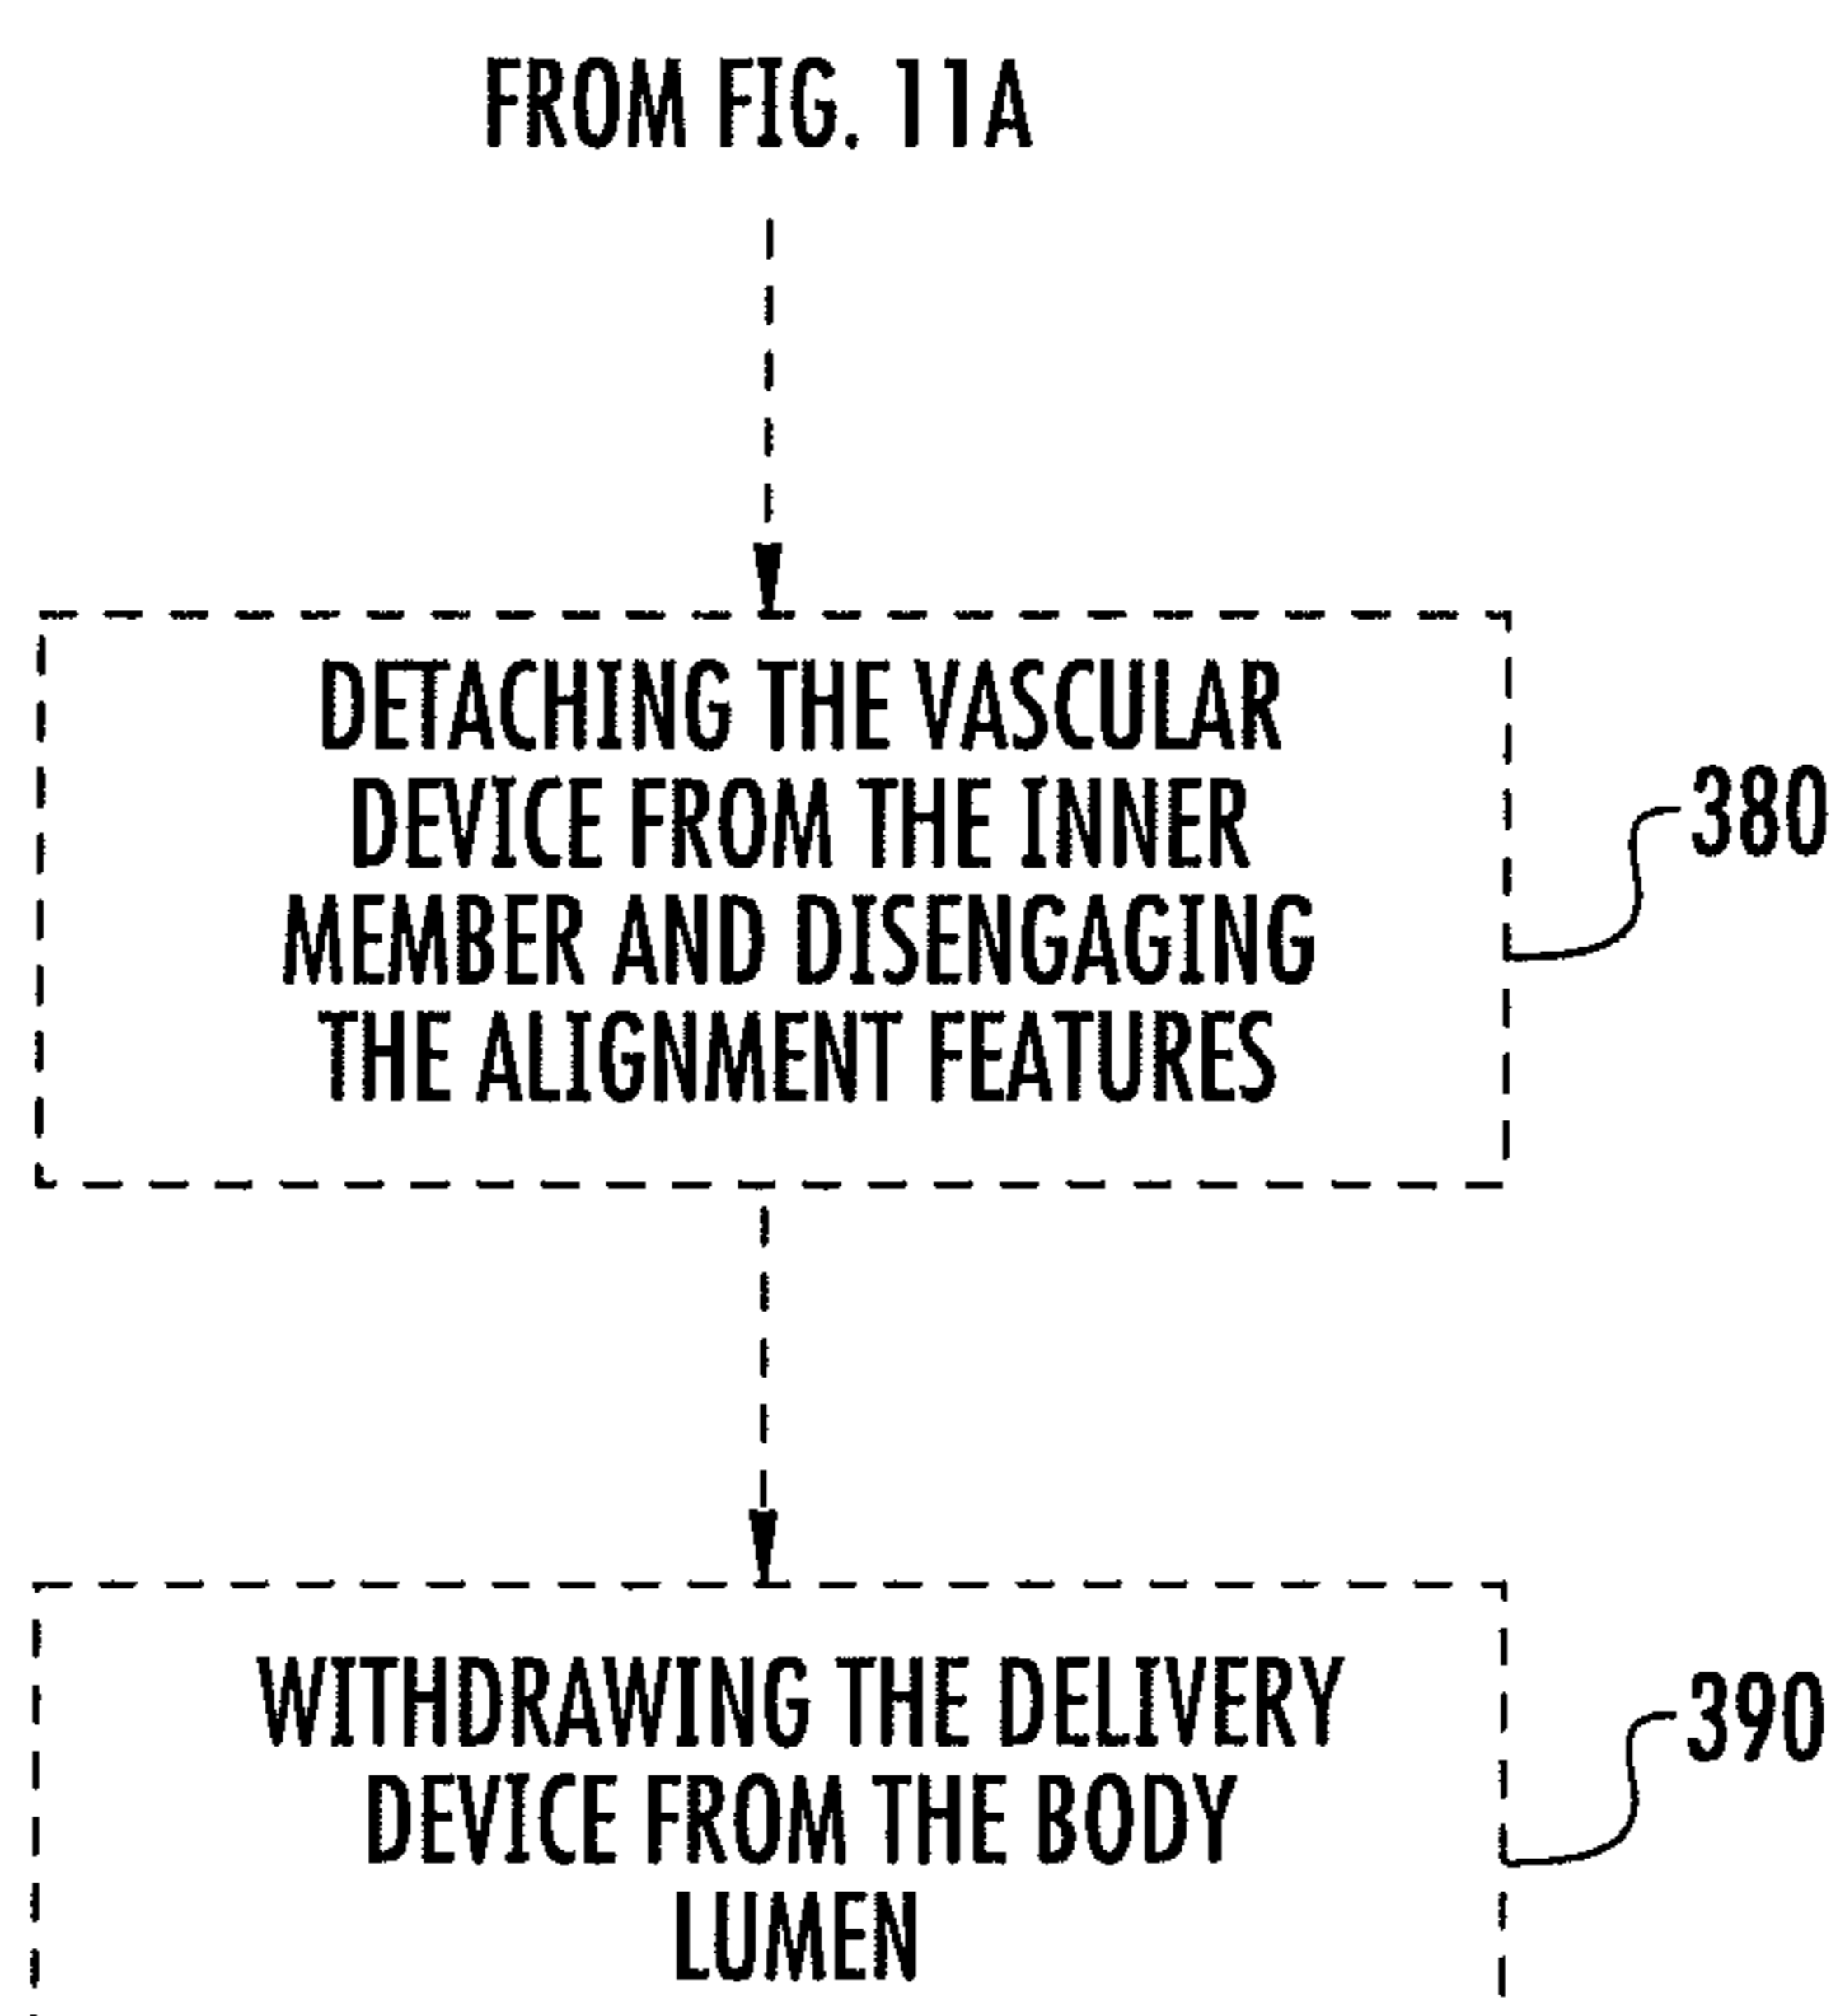 FROM FIG. 11A
DETACHING THE VASCULAR
DEVICE FROM THE INNER
MEMBER AND DISENGAGING
THE ALIGNMENT FEATURES
380
WITHDRAWING THE DELIVERY
DEVICE FROM THE BODY
LUMEN
390